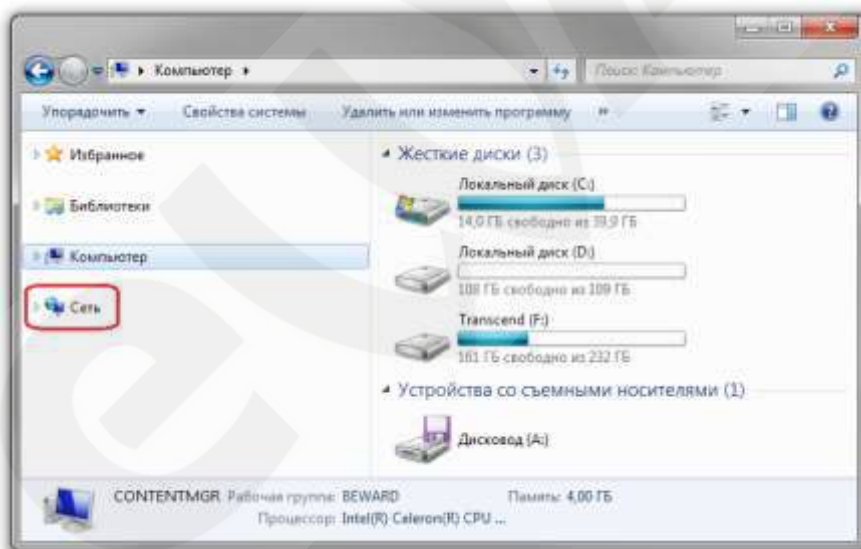 Компьютер
Поиск: Компьютер
Упорядочить
Свойства системы
Удалить или изменить программу
»
Избранное
Библиотеки
Компьютер
Сеть
Жесткие диски (3)
Локальный диск (C:)
14,0 ГБ свободно из 39,9 ГБ
Локальный диск (D:)
108 ГБ свободно из 109 ГБ
Transcend (F:)
161 ГБ свободно из 232 ГБ
Устройства со съемными носителями (1)
Дисковод (A:)
CONTENTMGR Рабочая группа: BEWARD Память: 4,00 ГБ
Процессор: Intel(R) Celeron(R) CPU ...